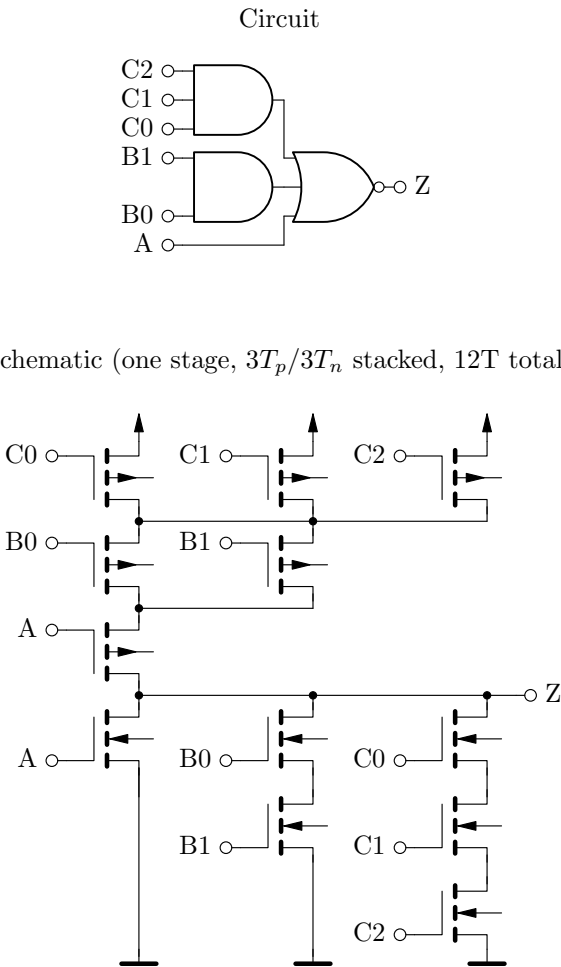 Circuit
C2
C1
C0
B1
Z
B0
A
chematic (one stage, 3Tp/3Tn stacked, 12T total
C0 C1 C2
B0 B1
A
Z
A B0 C0
B1 C1
C2